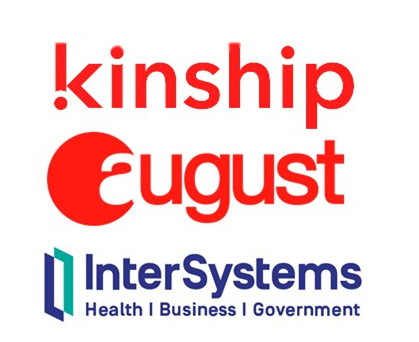 kinship
august
InterSystems
Health | Business | Government